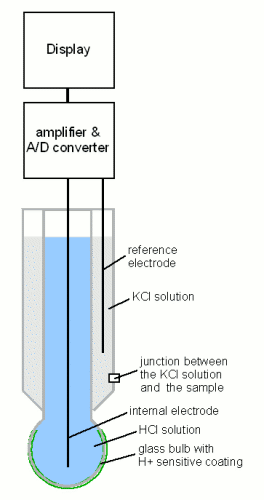 Display
amplifier &
A/D converter
reference
electrode
KCl solution
junction between
the KCl solution
and the sample
internal electrode
HCl solution
glass bulb with
H+ sensitive coating